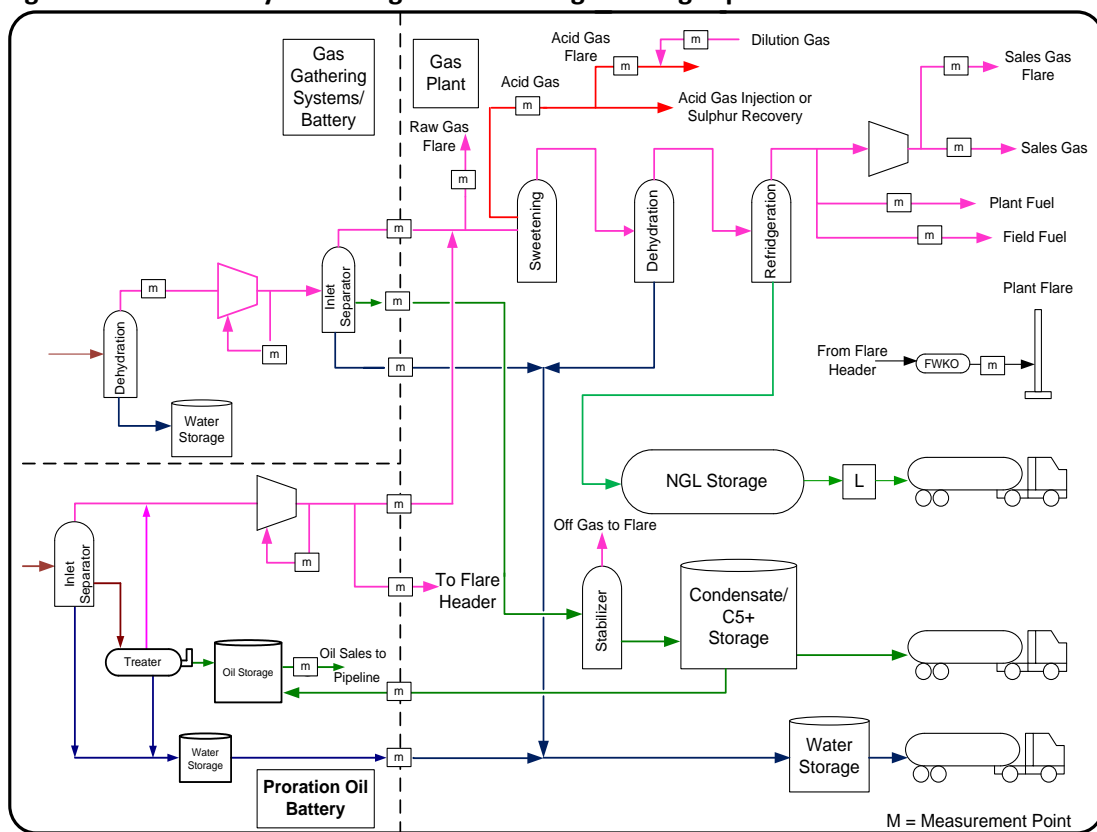 Gas
Gathering
Systems/
Battery
Gas
Plant
Acid Gas
Flare
m
m
Dilution Gas
Acid Gas
m
Acid Gas Injection or
Sulphur Recovery
Raw Gas
Flare
m
m
Sales Gas
Flare
m
Sales Gas
m
Plant Fuel
m
Field Fuel
Sweetening
Dehydration
Refridgeration
m
Inlet
Separator
m
m
m
m
Dehydration
Water
Storage
Plant Flare
From Flare
Header
FWKO
m
NGL Storage
L
Off Gas to Flare
Stabilizer
Condensate/
C5+
Storage
m
m
m
To Flare
Header
Inlet
Separator
Treater
Oil Storage
m
Oil Sales to
Pipeline
m
Water
Storage
m
Proration Oil
Battery
Water
Storage
M = Measurement Point